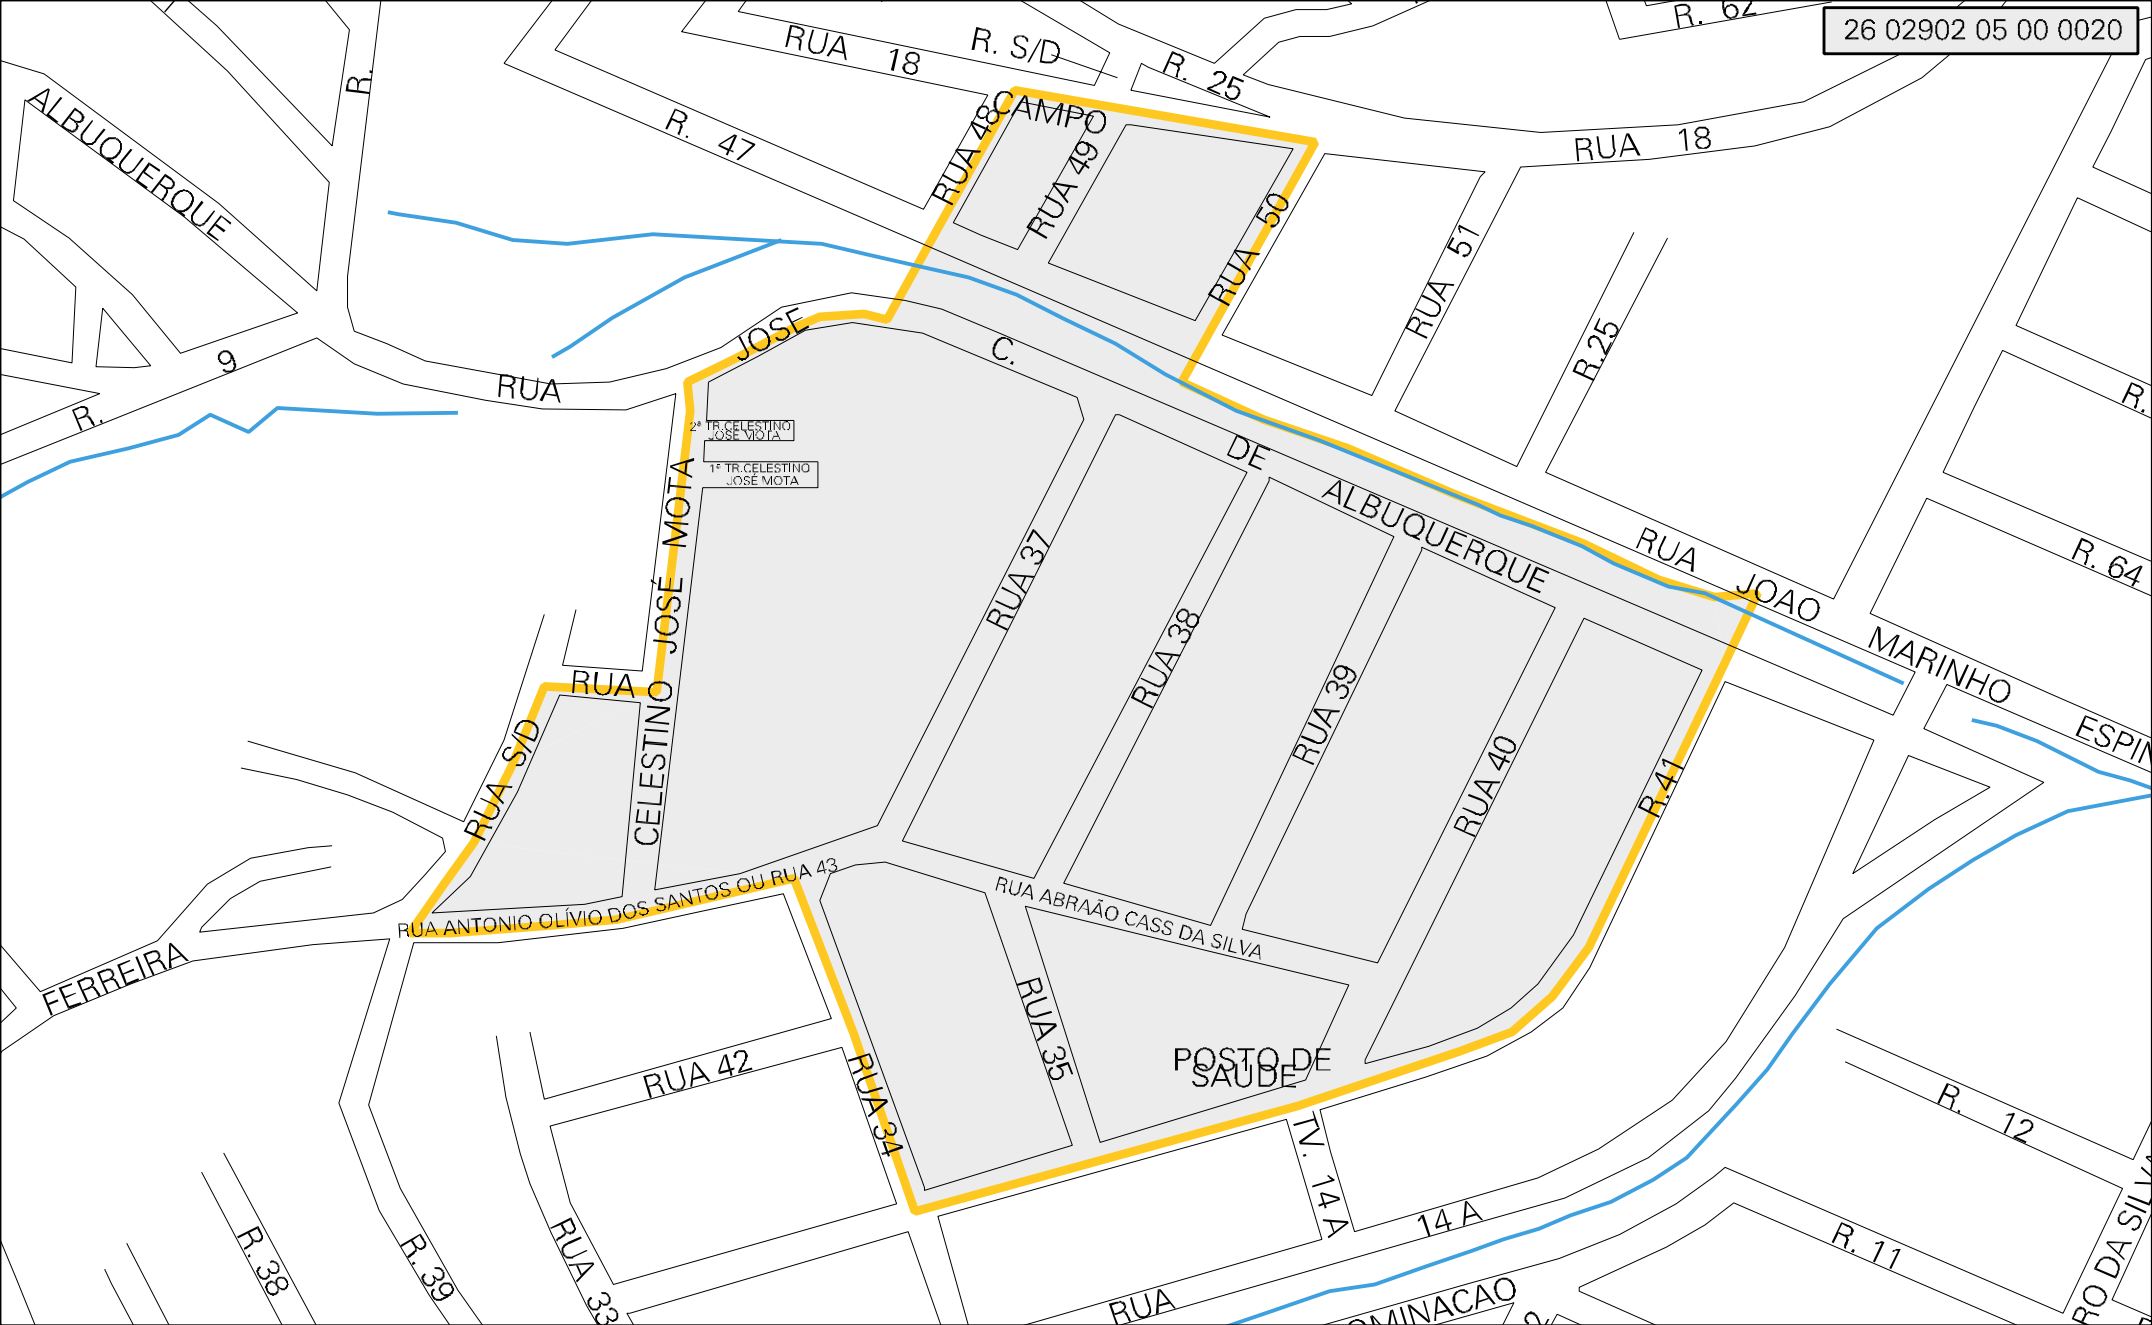 26 02902 05 00 0020
R. 62
RUA 18
R. S/D
R. 25
R.
ALBUQUERQUE
R. 47
CAMPO
RUA 48
RUA 49
RUA 50
RUA 18
RUA 51
R.25
R. 9
RUA
JOSE
C.
DE
ALBUQUERQUE
R.
R. 64
2ª TR.CELESTINO
JOSÉ MOTA
1ª TR.CELESTINO
JOSÉ MOTA
CELESTINO JOSÉ MOTA
RUA
RUA S/D
RUA 37
RUA 38
RUA 39
RUA 40
R.41
RUA JOAO MARINHO
RUA ANTONIO OLÍVIO DOS SANTOS OU RUA 43
RUA ABRAÃO CASS DA SILVA
FERREIRA
RUA 35
POSTO DE
SAUDE
RUA 42
RUA 34
TV. 14 A
RUA 14 A
R. 12
R. 11
R. 38
R. 39
RUA 33